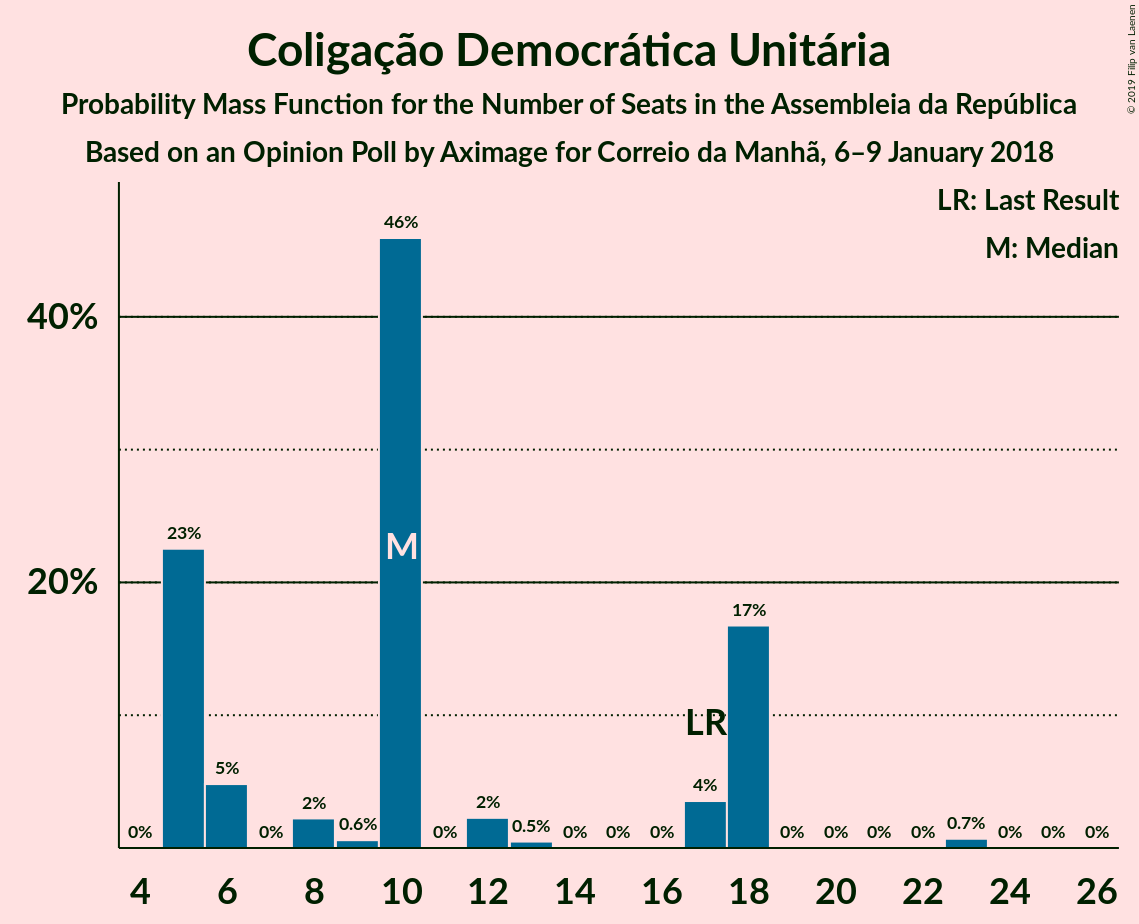 Coligação Democrática Unitária
Probability Mass Function for the Number of Seats in the Assembleia da República
Based on an Opinion Poll by Aximage for Correio da Manhã, 6–9 January 2018
© 2019 Filip van Laenen
LR: Last Result
M: Median
40%
20%
0%
23%
5%
0%
2%
0.6%
46%
M
0%
2%
0.5%
0%
0%
0%
4%
LR
17%
0%
0%
0%
0%
0.7%
0%
0%
0%
4 6 8 10 12 14 16 18 20 22 24 26